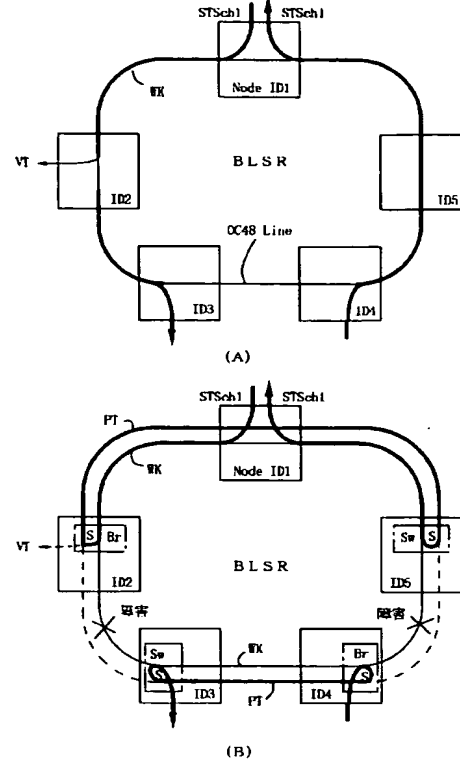 STSch1 STSch1
Node ID1
WK
VT
BLSR
ID2
ID5
OC48 Line
ID3
ID4
(A)
STSch1 STSch1
PT
Node ID1
WK
S Br
Sw S
VT
ID2
BLSR
ID5
障害
障害
Sw
WK
Br
S
S
ID3
ID4
PT
(B)